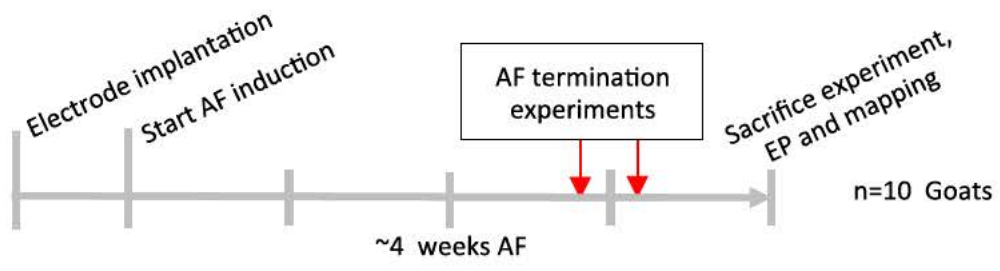 Electrode implantation
Start AF induction
AF termination
experiments
Sacrifice experiment,
EP and mapping
n=10 Goats
~4 weeks AF